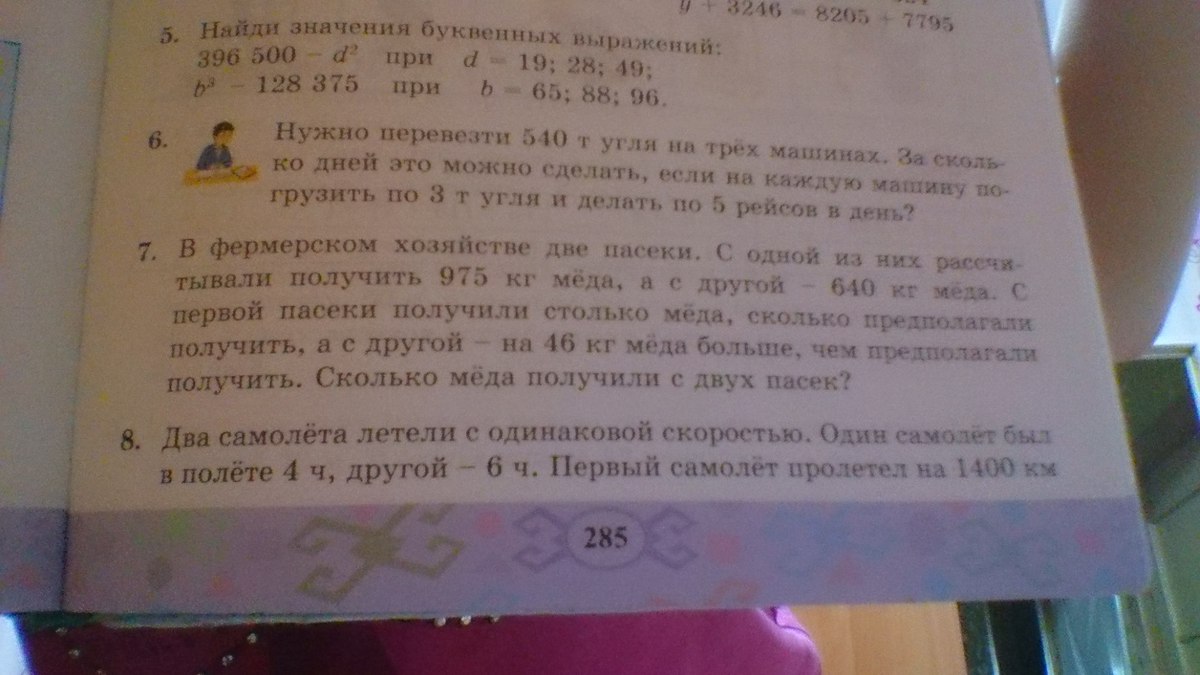 y + 3246 = 8205 + 7795
5. Найди значения буквенных выражений:
396 500 − d² при d = 19; 28; 49;
b³ − 128 375 при b = 65; 88; 96.
6. Нужно перевезти 540 т угля на трёх машинах. За сколь-
ко дней это можно сделать, если на каждую машину по-
грузить по 3 т угля и делать по 5 рейсов в день?
7. В фермерском хозяйстве две пасеки. С одной из них рассчи-
тывали получить 975 кг мёда, а с другой – 640 кг мёда. С
первой пасеки получили столько мёда, сколько предполагали
получить, а с другой – на 46 кг мёда больше, чем предполагали
получить. Сколько мёда получили с двух пасек?
8. Два самолёта летели с одинаковой скоростью. Один самолёт был
в полёте 4 ч, другой – 6 ч. Первый самолёт пролетел на 1400 км
285